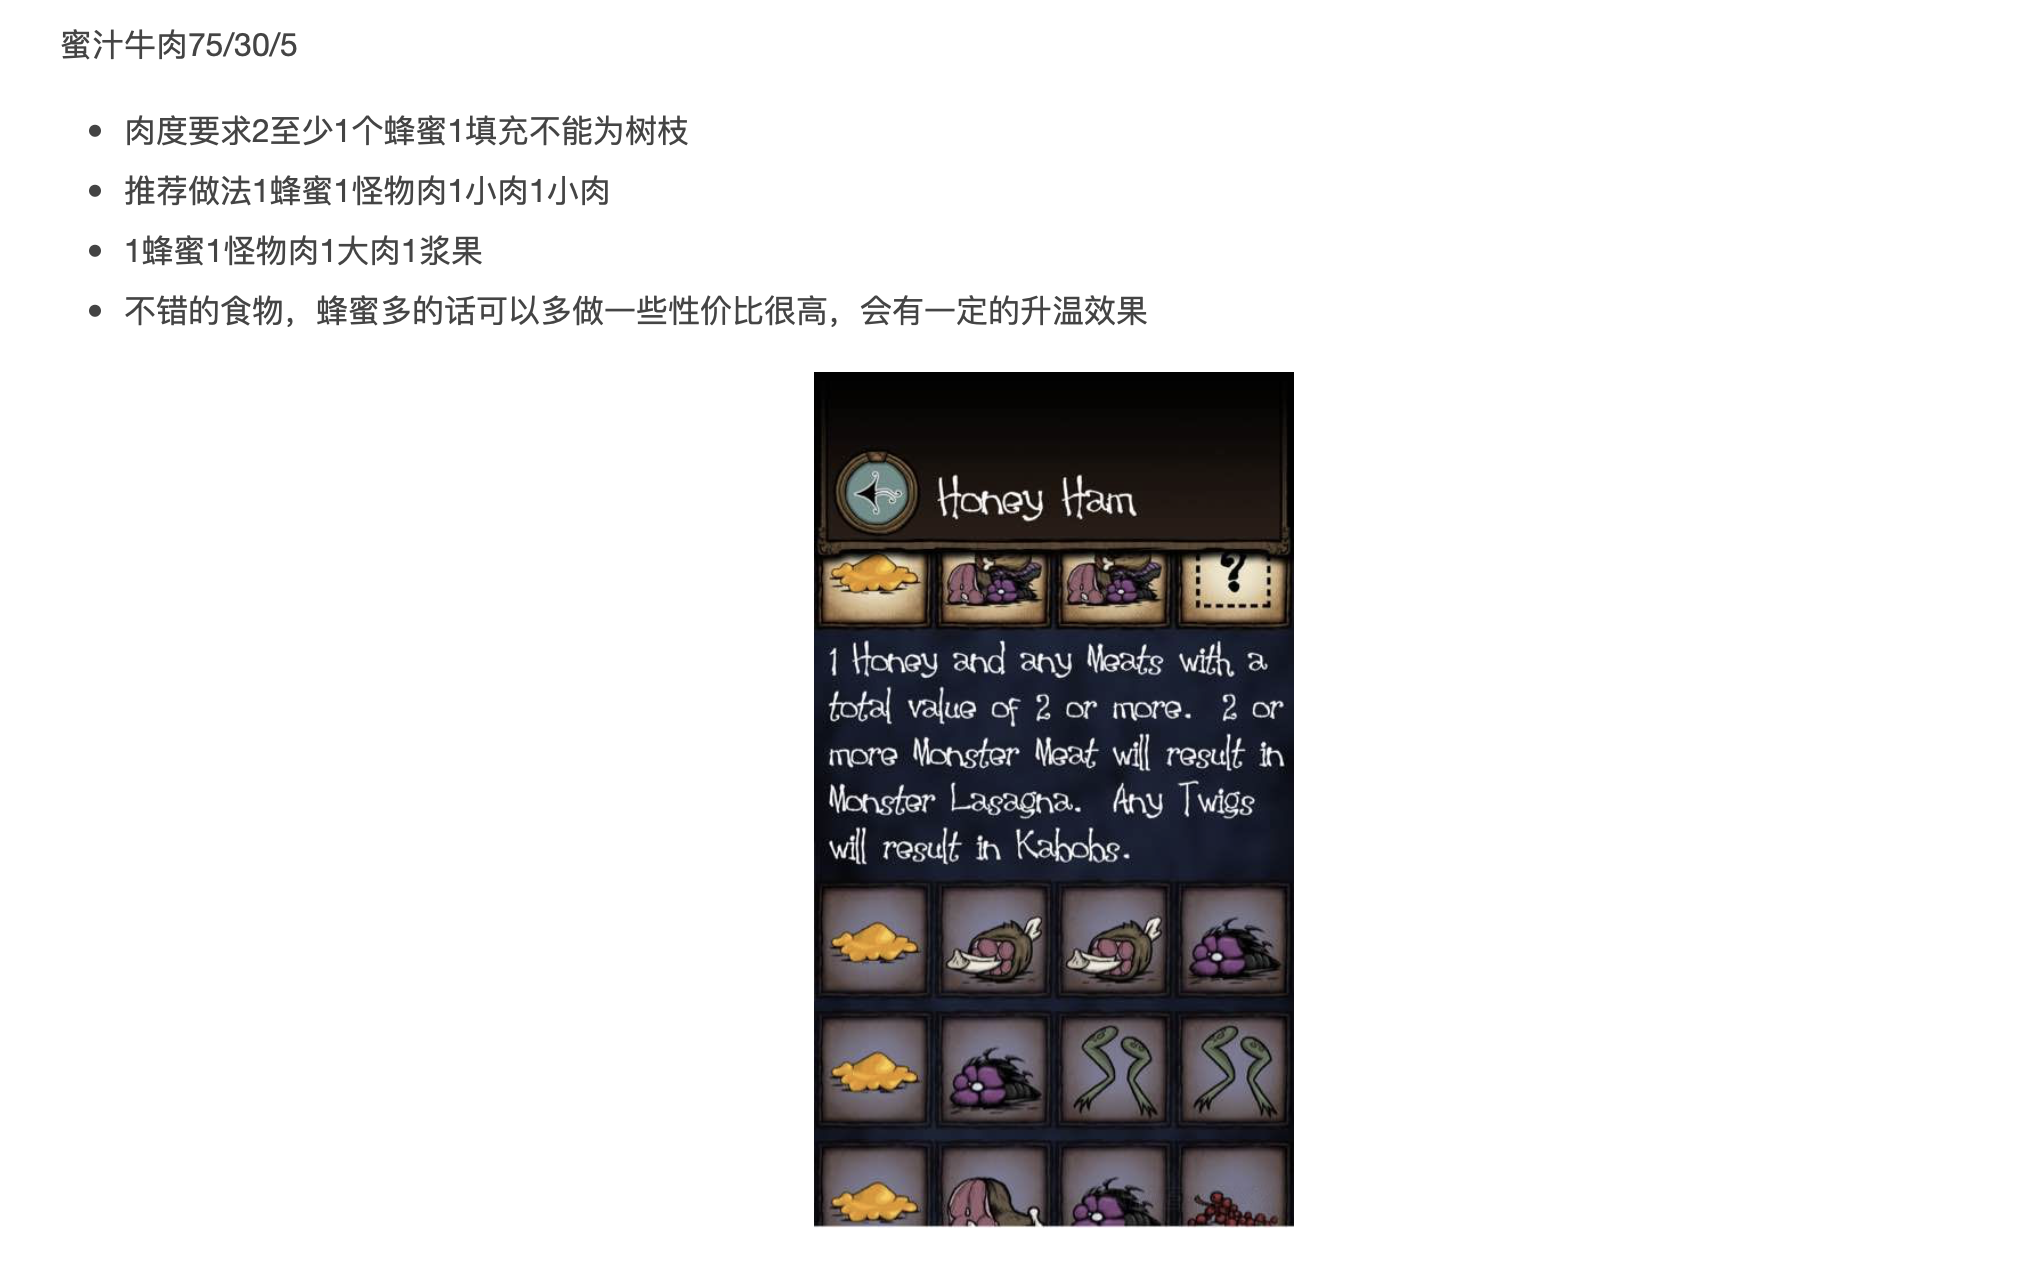 蜜汁牛肉75/30/5
肉度要求2至少1个蜂蜜1填充不能为树枝
推荐做法1蜂蜜1怪物肉1小肉1小肉
1蜂蜜1怪物肉1大肉1浆果
不错的食物，蜂蜜多的话可以多做一些性价比很高，会有一定的升温效果
Honey Ham
?
1 Honey and any Meats with a
total value of 2 or more. 2 or
more Monster Meat will result in
Monster Lasagna. Any Twigs
will result in Kabobs.